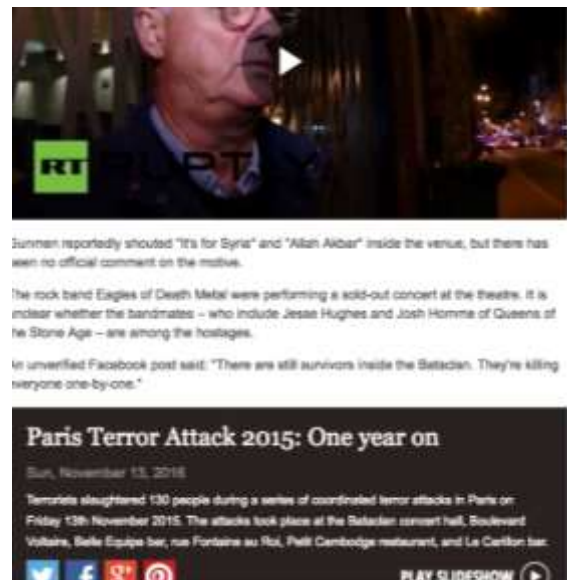 RT RUPTLY
Gunmen reportedly shouted "It's for Syria" and "Allah Akbar" inside the venue, but there has
been no official comment on the motive.
The rock band Eagles of Death Metal were performing a sold-out concert at the theatre. It is
unclear whether the bandmates – who include Jesse Hughes and Josh Homme of Queens of
the Stone Age – are among the hostages.
An unverified Facebook post said: "There are still survivors inside the Bataclan. They're killing
everyone one-by-one."
Paris Terror Attack 2015: One year on
Sun, November 13, 2016
Terrorists slaughtered 130 people during a series of coordinated terror attacks in Paris on
Friday 13th November 2015. The attacks took place at the Bataclan concert hall, Boulevard
Voltaire, Belle Equipe bar, rue Fontaine au Roi, Petit Cambodge restaurant, and Le Carillon bar.
PLAY SLIDESHOW